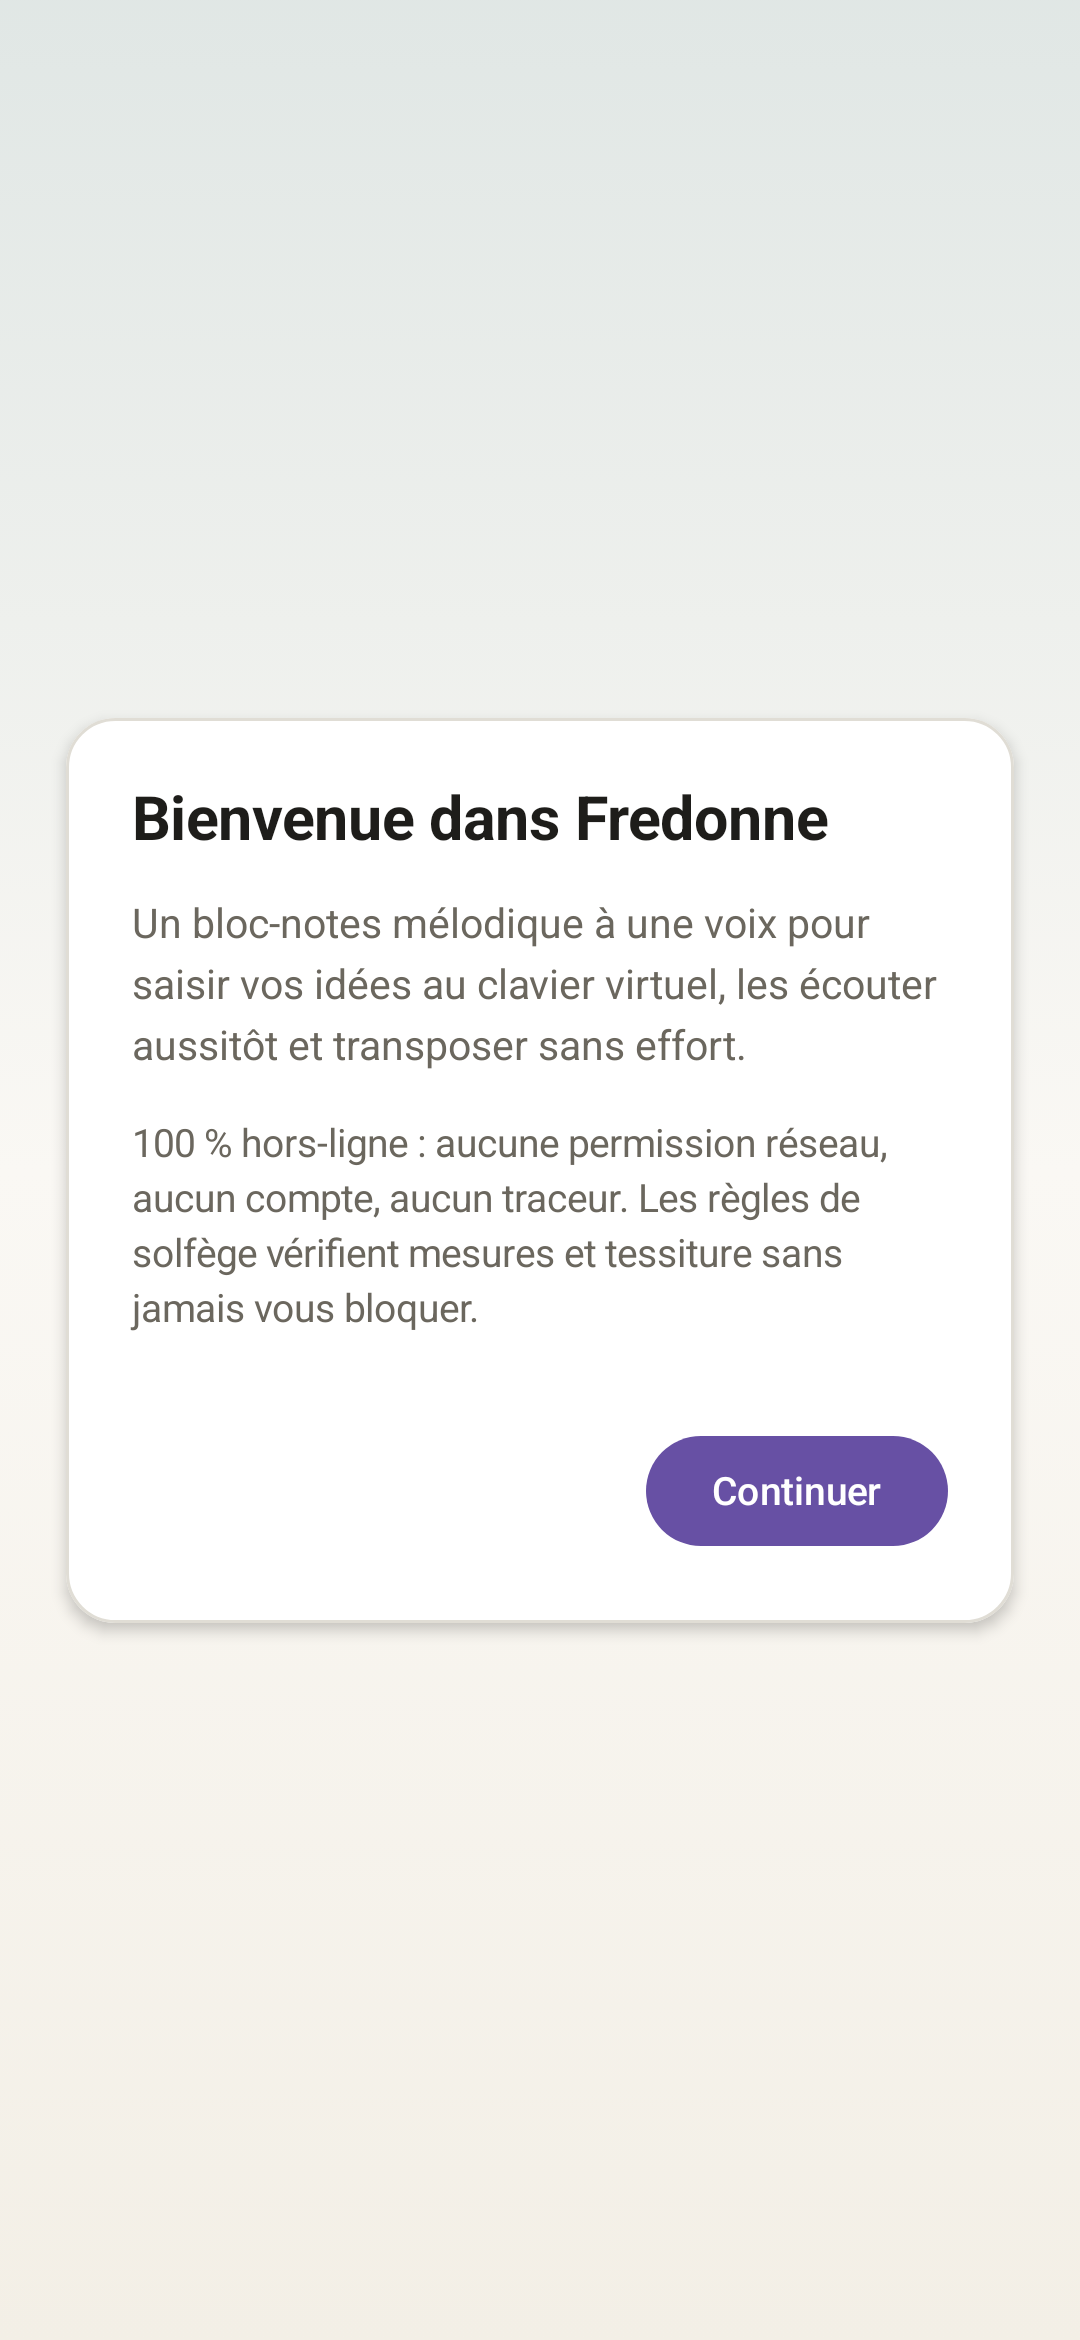 Bienvenue dans Fredonne
Un bloc-notes mélodique à une voix pour
saisir vos idées au clavier virtuel, les écouter
aussitôt et transposer sans effort.
100 % hors-ligne : aucune permission réseau,
aucun compte, aucun traceur. Les règles de
solfège vérifient mesures et tessiture sans
jamais vous bloquer.
Continuer